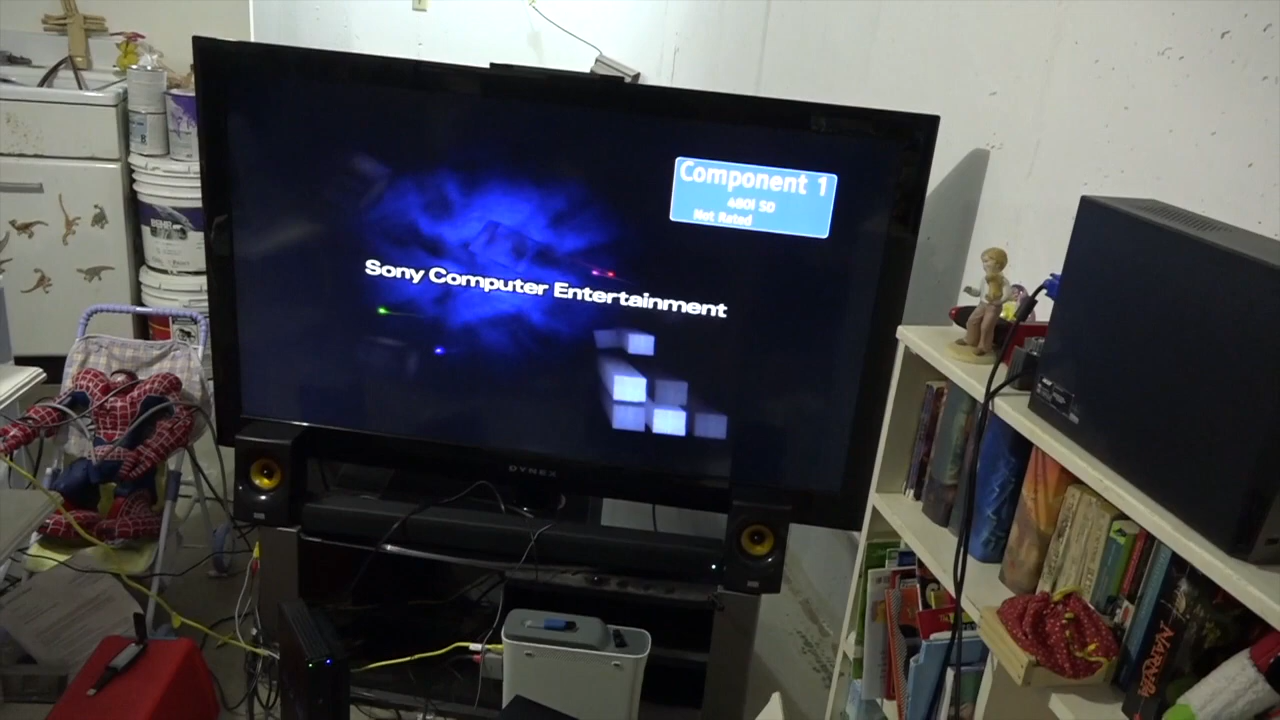 Component 1
480i SD
Not Rated
Sony Computer Entertainment
DYNEX
NARNIA